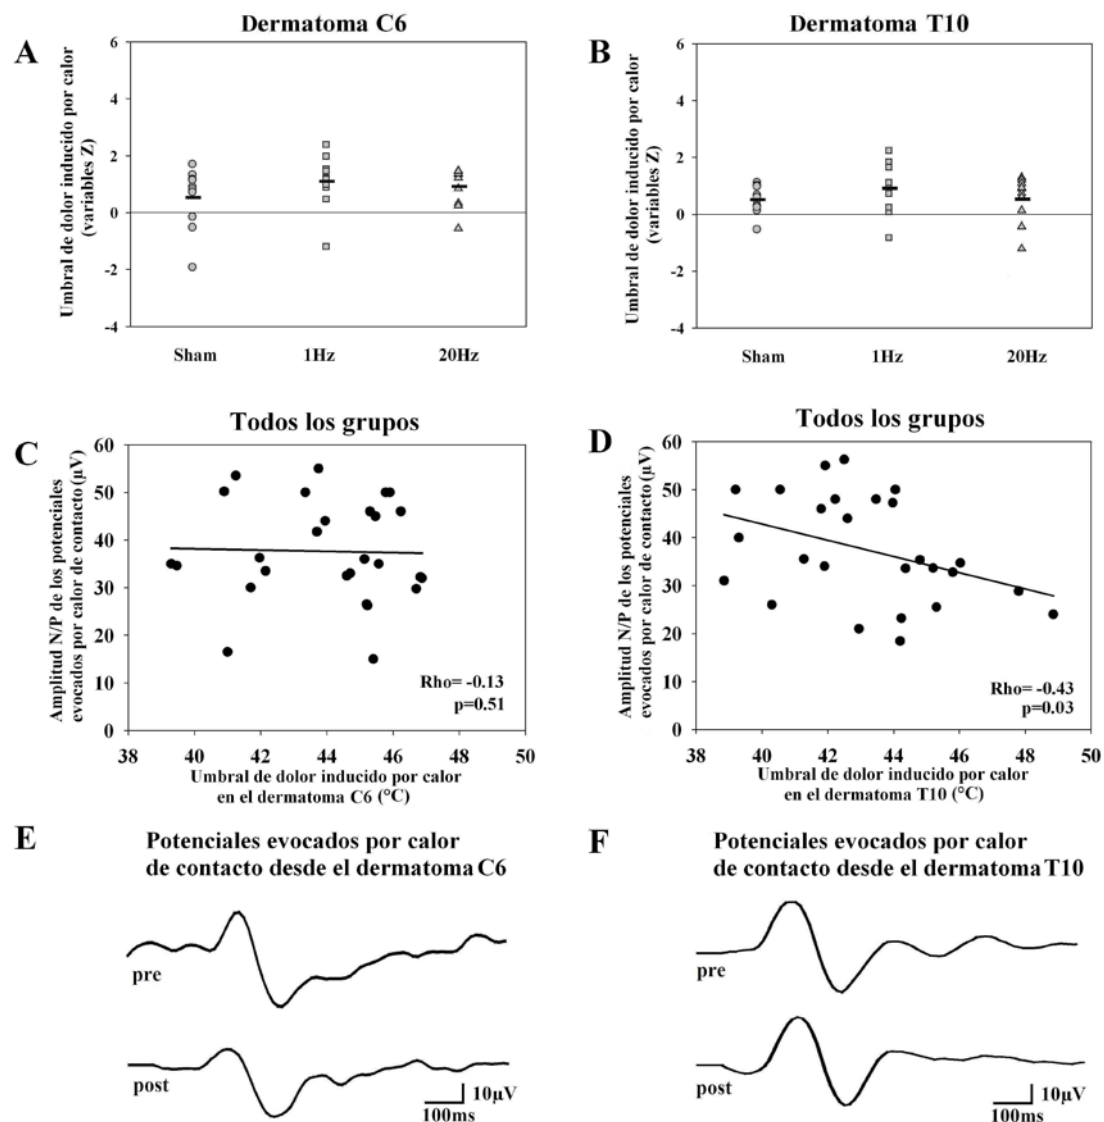 A
Dermatoma C6
Umbral de dolor inducido por calor
(variables Z)
6
4
2
0
-2
-4
Sham
1Hz
20Hz
B
Dermatoma T10
Umbral de dolor inducido por calor
(variables Z)
6
4
2
0
-2
-4
Sham
1Hz
20Hz
C
Todos los grupos
Amplitud N/P de los potenciales
evocados por calor de contacto (µV)
60
50
40
30
20
10
0
Rho= -0.13
p=0.51
38
40
42
44
46
48
50
Umbral de dolor inducido por calor
en el dermatoma C6 (°C)
D
Todos los grupos
Amplitud N/P de los potenciales
evocados por calor de contacto (µV)
60
50
40
30
20
10
0
Rho= -0.43
p=0.03
38
40
42
44
46
48
50
Umbral de dolor inducido por calor
en el dermatoma T10 (°C)
E
Potenciales evocados por calor
de contacto desde el dermatoma C6
pre
post
10µV
100ms
F
Potenciales evocados por calor
de contacto desde el dermatoma T10
pre
post
10µV
100ms